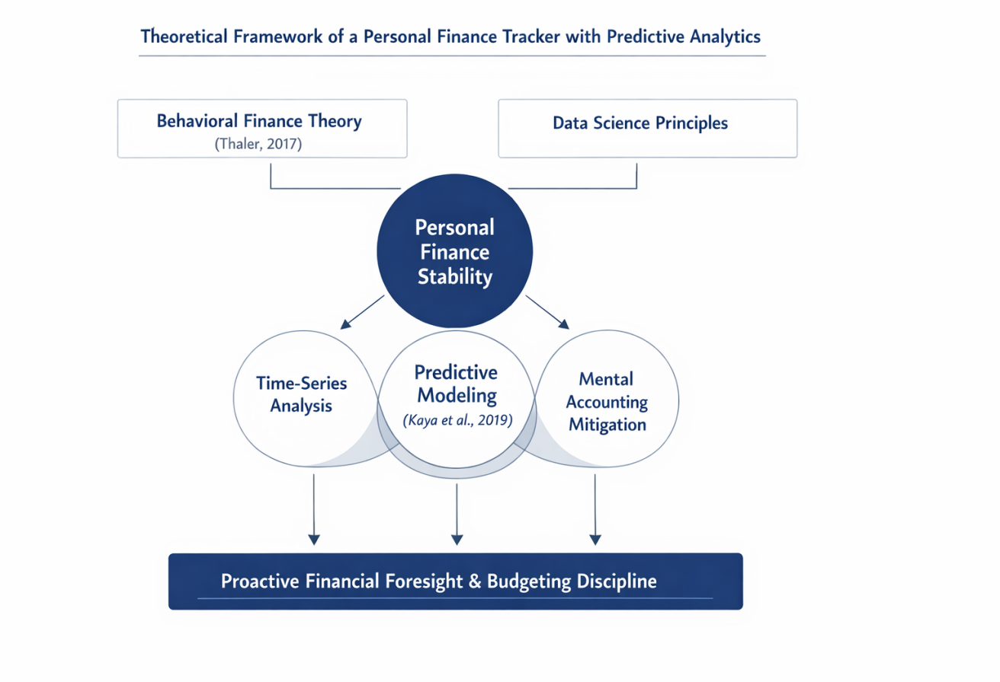 Theoretical Framework of a Personal Finance Tracker with Predictive Analytics
Behavioral Finance Theory
(Thaler, 2017)
Data Science Principles
Personal
Finance
Stability
Time-Series
Analysis
Predictive
Modeling
(Kaya et al., 2019)
Mental
Accounting
Mitigation
Proactive Financial Foresight & Budgeting Discipline